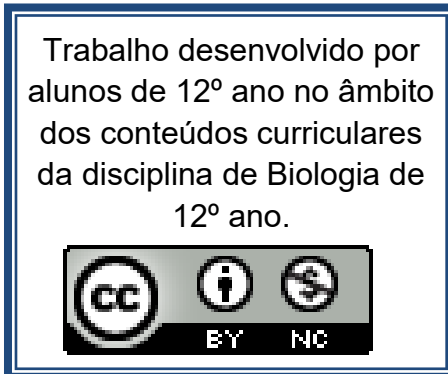 Trabalho desenvolvido por
alunos de 12º ano no âmbito
dos conteúdos curriculares
da disciplina de Biologia de
12º ano.
cc
BY NC